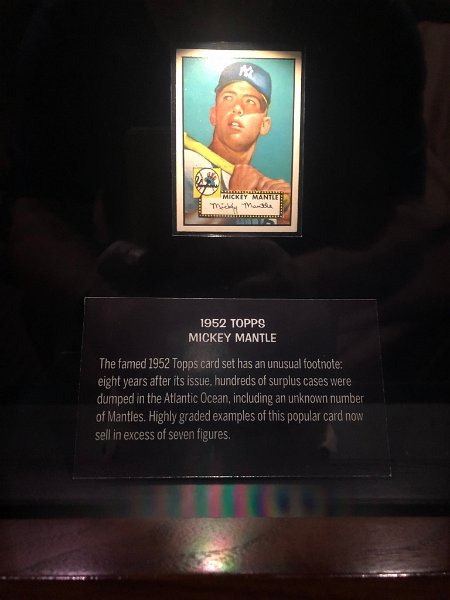 NY
Yankees
MICKEY MANTLE
Mickey Mantle
1952 TOPPS
MICKEY MANTLE
The famed 1952 Topps card set has an unusual footnote:
eight years after its issue, hundreds of surplus cases were
dumped in the Atlantic Ocean, including an unknown number
of Mantles. Highly graded examples of this popular card now
sell in excess of seven figures.